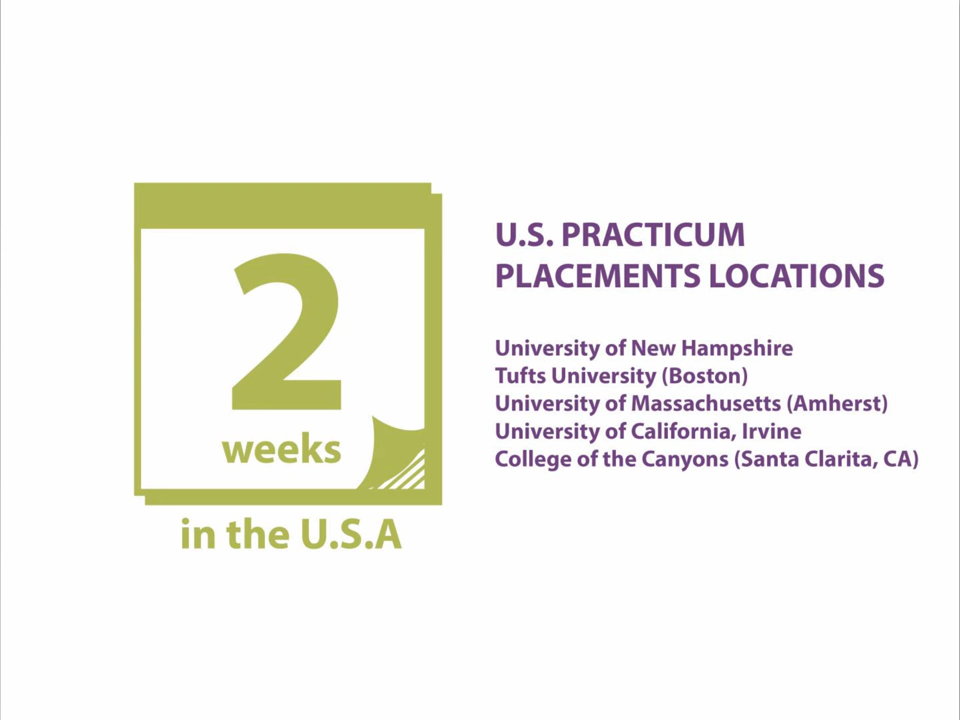 2
weeks
in the U.S.A
U.S. PRACTICUM
PLACEMENTS LOCATIONS
University of New Hampshire
Tufts University (Boston)
University of Massachusetts (Amherst)
University of California, Irvine
College of the Canyons (Santa Clarita, CA)